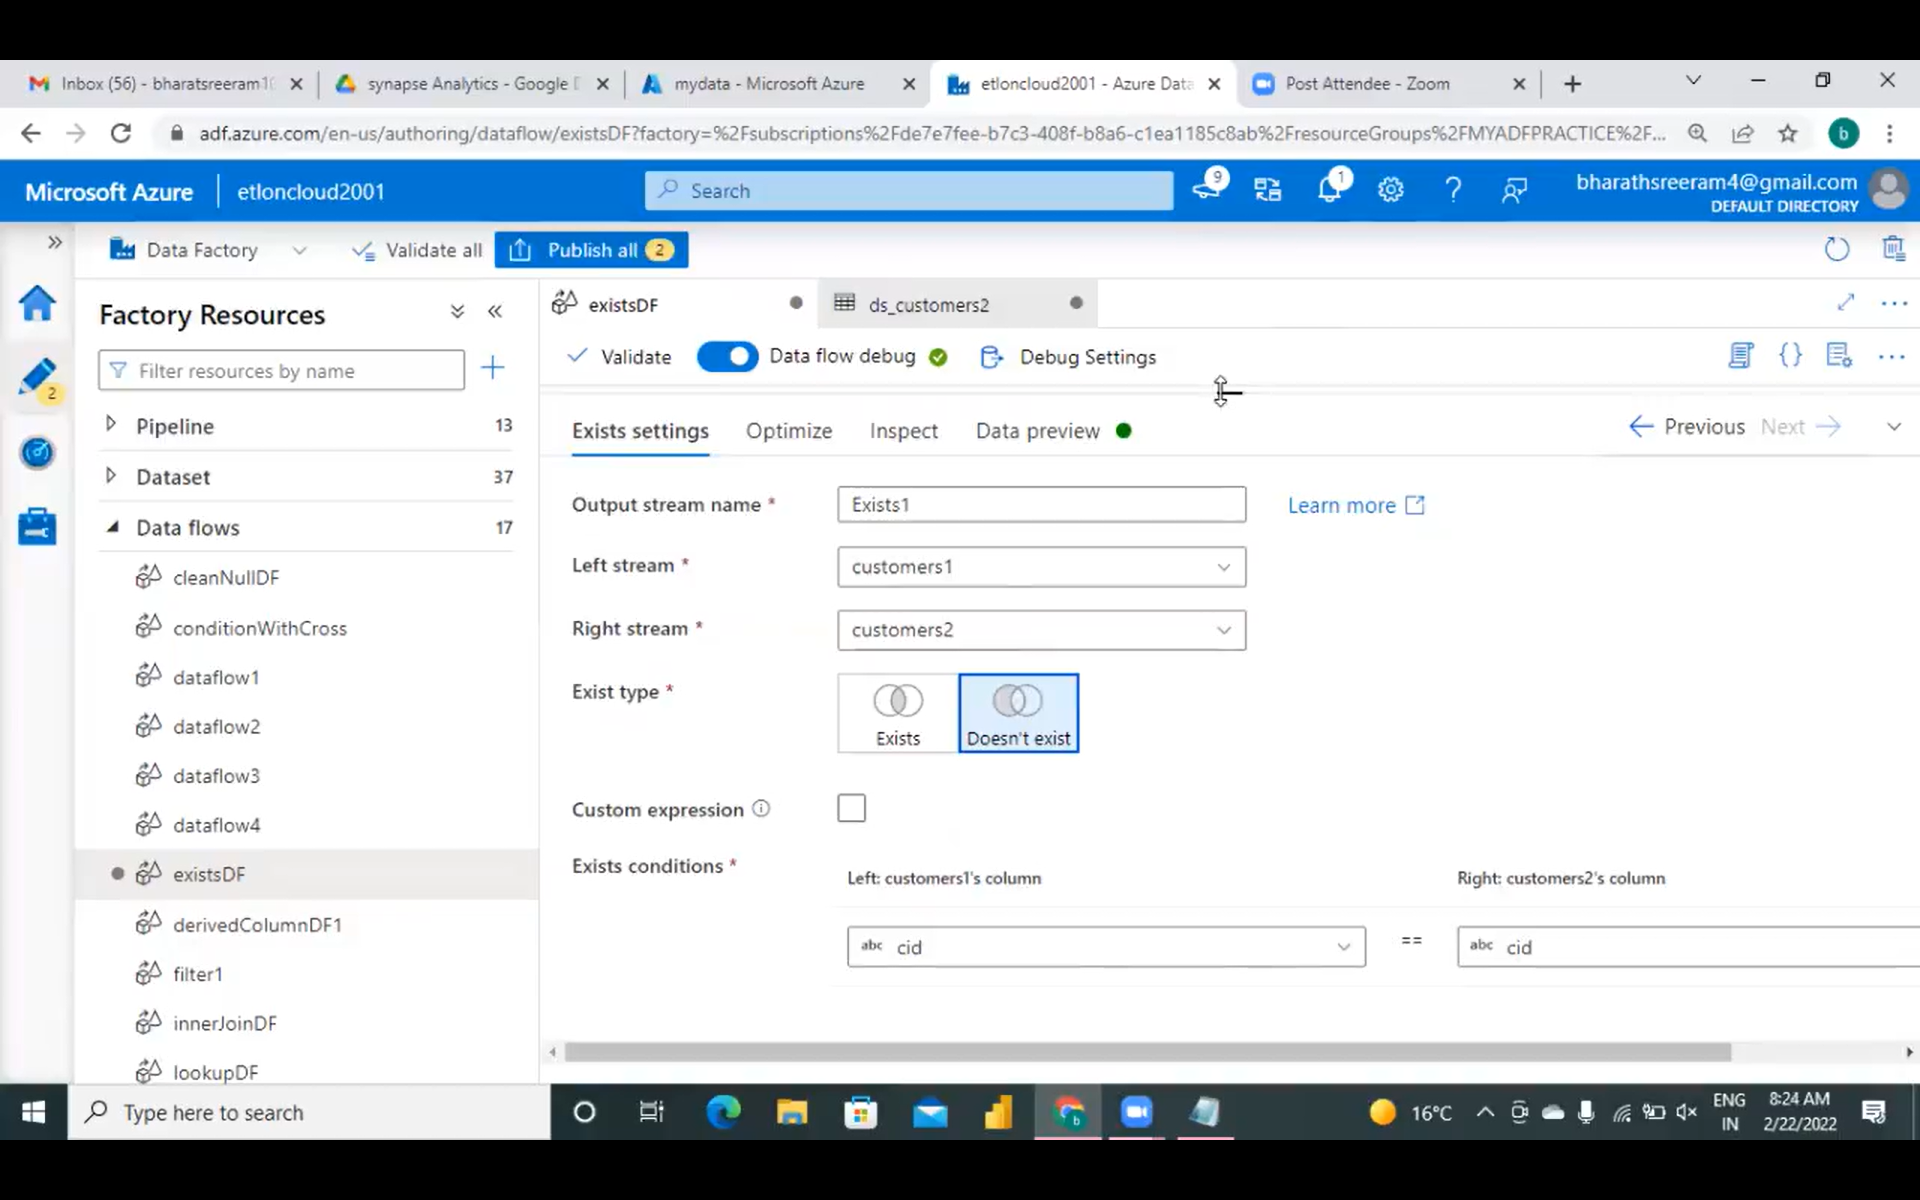 Inbox (56) - bharatsreeram10
synapse Analytics - Google D
mydata - Microsoft Azure
etloncloud2001 - Azure Data
Post Attendee - Zoom
adf.azure.com/en-us/authoring/dataflow/existsDF?factory=%2Fsubscriptions%2Fde7e7fee-b7c3-408f-b8a6-c1ea1185c8ab%2FresourceGroups%2FMYADFPRACTICE%2F...
b
Microsoft Azure
etloncloud2001
Search
9
1
bharathsreeram4@gmail.com
DEFAULT DIRECTORY
Data Factory
Validate all
Publish all 2
Factory Resources
existsDF
ds_customers2
Filter resources by name
2
Validate
Data flow debug
Debug Settings
Pipeline 13
Dataset 37
Data flows 17
cleanNullDF
conditionWithCross
dataflow1
dataflow2
dataflow3
dataflow4
existsDF
derivedColumnDF1
filter1
innerJoinDF
lookupDF
Exists settings
Optimize
Inspect
Data preview
Previous
Next
Output stream name *
Exists1
Learn more
Left stream *
customers1
Right stream *
customers2
Exist type *
Exists
Doesn't exist
Custom expression
Exists conditions *
Left: customers1's column
Right: customers2's column
abc cid
==
abc cid
Type here to search
16°C
ENG
IN
8:24 AM
2/22/2022